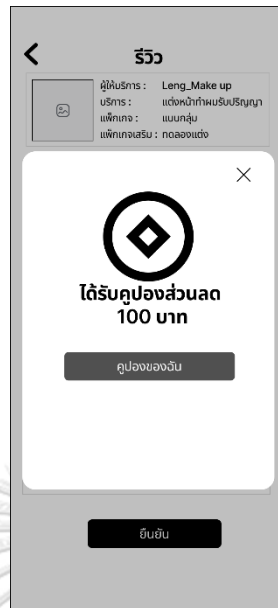 รีวิว
ผู้ให้บริการ : Leng_Make up
บริการ : แต่งหน้าทำผมรับปริญญา
แพ็กเกจ : แบบกลุ่ม
แพ็กเกจเสริม : ทดลองแต่ง
ได้รับคูปองส่วนลด
100 บาท
คูปองของฉัน
ยืนยัน